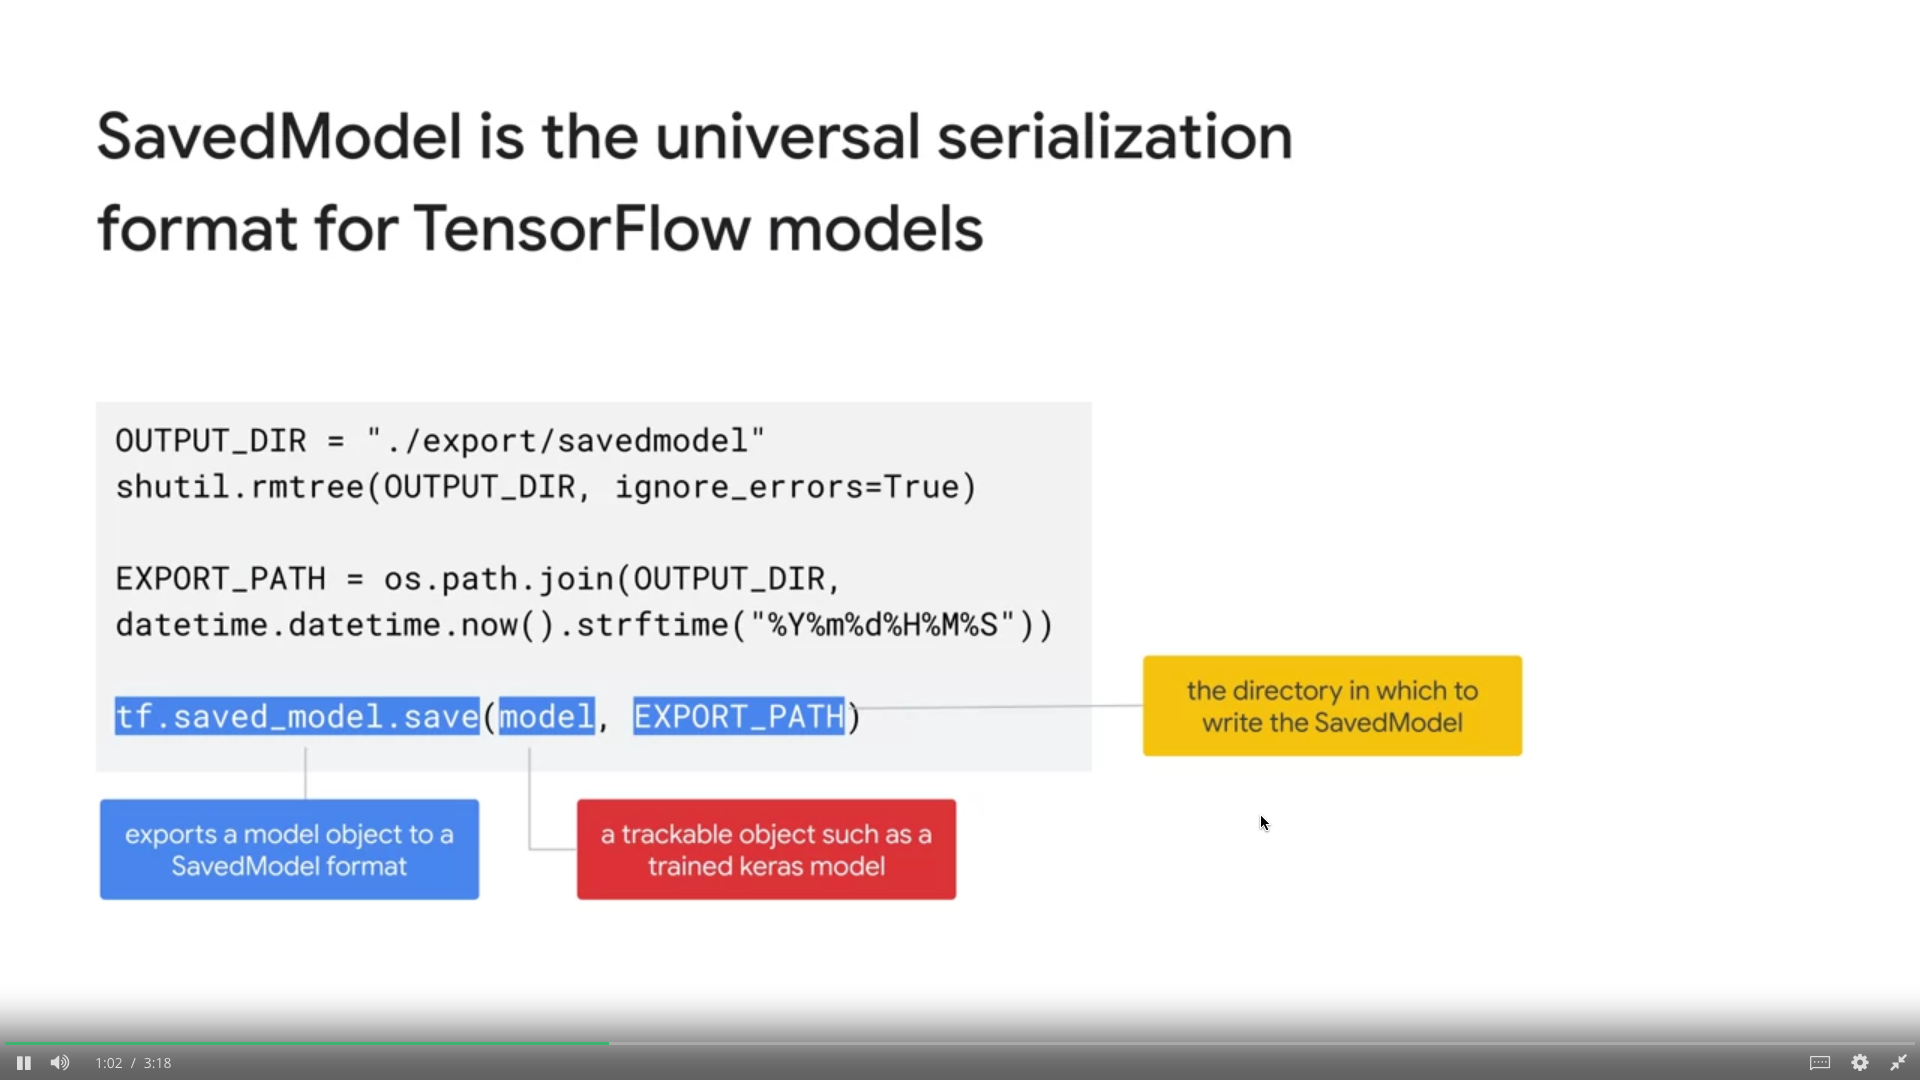 SavedModel is the universal serialization
format for TensorFlow models
OUTPUT_DIR = "./export/savedmodel"
shutil.rmtree(OUTPUT_DIR, ignore_errors=True)
EXPORT_PATH = os.path.join(OUTPUT_DIR,
datetime.datetime.now().strftime("%Y%m%d%H%M%S"))
tf.saved_model.save(model, EXPORT_PATH)
the directory in which to
write the SavedModel
exports a model object to a
SavedModel format
a trackable object such as a
trained keras model
1:02 / 3:18